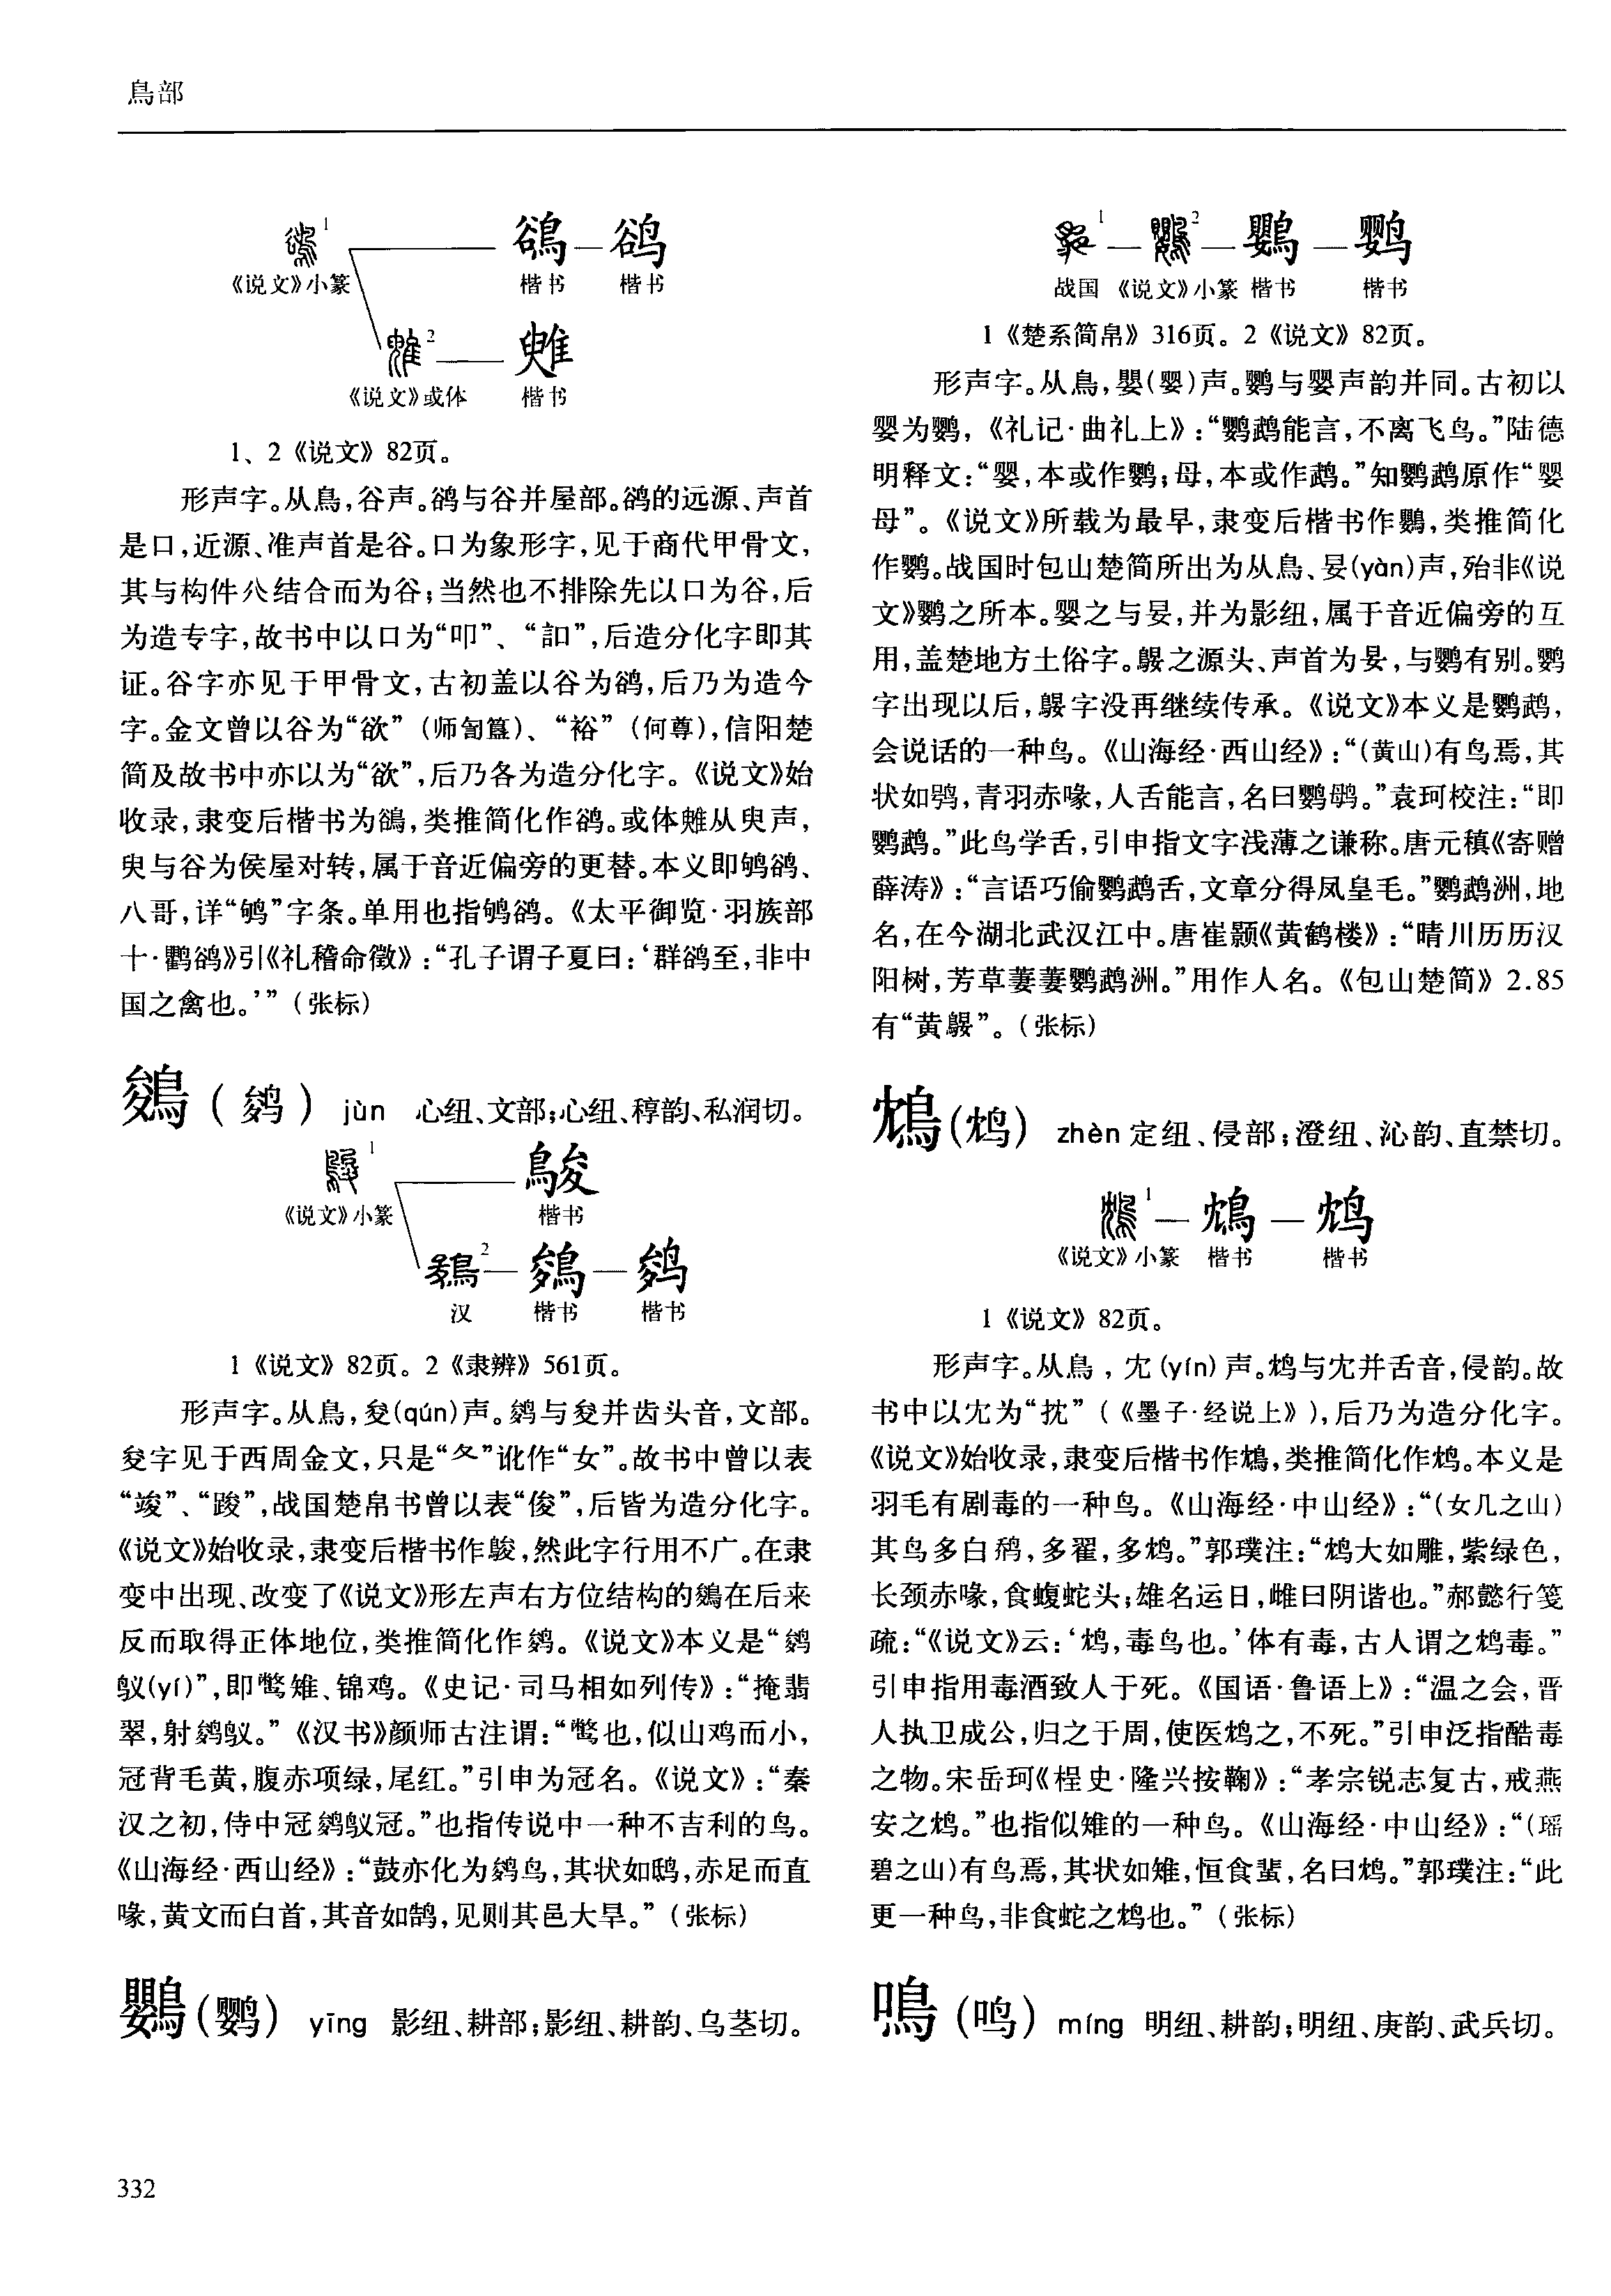 鳥部
1
鵒 鹆
《说文》小篆 楷书 楷书
2
《说文》或体 楷书
1、2《说文》82页。
形声字。从鳥，谷声。鹆与谷并屋部。鹆的远源、声首
是口，近源、准声首是谷。口为象形字，见于商代甲骨文，
其与构件结合而为谷；当然也不排除先以口为谷，后
为造专字，故书中以口为“叩”、“訆”，后造分化字即其
证。谷字亦见于甲骨文，古初盖以谷为鹆，后乃为造今
字。金文曾以谷为“欲”（师訇簋）、“裕”（何尊），信阳楚
简及故书中亦以为“欲”，后乃各为造分化字。《说文》始
收录，隶变后楷书为鵒，类推简化作鹆。或体从臾声，
臾与谷为侯屋对转，属于音近偏旁的更替。本义即鸲鹆、
八哥，详“鸲”字条。单用也指鸲鹆。《太平御览·羽族部
十·鸜鹆》引《礼稽命徵》：“孔子谓子夏曰：‘群鹆至，非中
国之禽也。’”（张标）
鵔（鵕） jùn 心纽、文部；心纽、稕韵、私润切。
1
《说文》小篆 楷书
2
汉 楷书 楷书
1《说文》82页。2《隶辨》561页。
形声字。从鳥，夋(qún)声。鵕与夋并齿头音，文部。
夋字见于西周金文，只是“夂”讹作“女”。故书中曾以表
“竣”、“踆”，战国楚帛书曾以表“俊”，后皆为造分化字。
《说文》始收录，隶变后楷书作鵔，然此字行用不广。在隶
变中出现、改变了《说文》形左声右方位结构的鵕在后来
反而取得正体地位，类推简化作鵕。《说文》本义是“鵕
鸃(yí)”，即鷩雉、锦鸡。《史记·司马相如列传》：“掩翡
翠，射鵕鸃。”《汉书》颜师古注谓：“鷩也，似山鸡而小，
冠背毛黄，腹赤项绿，尾红。”引申为冠名。《说文》：“秦
汉之初，侍中冠鵕鸃冠。”也指传说中一种不吉利的鸟。
《山海经·西山经》：“鼓亦化为鵕鸟，其状如鸱，赤足而直
喙，黄文而白首，其音如鹄，见则其邑大旱。”（张标）
鸚（鹦） yīng 影纽、耕部；影纽、耕韵、乌茎切。
1 2 鸚 鹦
战国 《说文》小篆 楷书 楷书
1《楚系简帛》316页。2《说文》82页。
形声字。从鳥，嬰(婴)声。鹦与婴声韵并同。古初以
婴为鹦，《礼记·曲礼上》：“鹦鹉能言，不离飞鸟。”陆德
明释文：“婴，本或作鹦；母，本或作鹉。”知鹦鹉原作“婴
母”。《说文》所载为最早，隶变后楷书作鸚，类推简化
作鹦。战国时包山楚简所出为从鳥、妟(yàn)声，殆非《说
文》鹦之所本。婴之与妟，并为影纽，属于音近偏旁的互
用，盖楚地方土俗字。鴳之源头、声首为妟，与鹦有别。鹦
字出现以后，鴳字没再继续传承。《说文》本义是鹦鹉，
会说话的一种鸟。《山海经·西山经》：“(黄山)有鸟焉，其
状如鸮，青羽赤喙，人舌能言，名曰鹦䳇。”袁珂校注：“即
鹦鹉。”此鸟学舌，引申指文字浅薄之谦称。唐元稹《寄赠
薛涛》：“言语巧偷鹦鹉舌，文章分得凤皇毛。”鹦鹉洲，地
名，在今湖北武汉江中。唐崔颢《黄鹤楼》：“晴川历历汉
阳树，芳草萋萋鹦鹉洲。”用作人名。《包山楚简》2.85
有“黄鴳”。（张标）
鴆（鸩） zhèn 定纽、侵部；澄纽、沁韵、直禁切。
1 鴆 鸩
《说文》小篆 楷书 楷书
1《说文》82页。
形声字。从鳥，冘(yín)声。鸩与冘并舌音，侵韵。故
书中以冘为“抌”（《墨子·经说上》），后乃为造分化字。
《说文》始收录，隶变后楷书作鴆，类推简化作鸩。本义是
羽毛有剧毒的一种鸟。《山海经·中山经》：“(女几之山)
其鸟多白鷮，多翟，多鸩。”郭璞注：“鸩大如雕，紫绿色，
长颈赤喙，食蝮蛇头；雄名运日，雌曰阴谐也。”郝懿行笺
疏：“《说文》云：‘鸩，毒鸟也。’体有毒，古人谓之鸩毒。”
引申指用毒酒致人于死。《国语·鲁语上》：“温之会，晋
人执卫成公，归之于周，使医鸩之，不死。”引申泛指酷毒
之物。宋岳珂《桯史·隆兴按鞠》：“孝宗锐志复古，戒燕
安之鸩。”也指似雉的一种鸟。《山海经·中山经》：“(瑶
碧之山)有鸟焉，其状如雉，恒食蜚，名曰鸩。”郭璞注：“此
更一种鸟，非食蛇之鸩也。”（张标）
鳴（鸣） míng 明纽、耕韵；明纽、庚韵、武兵切。
332